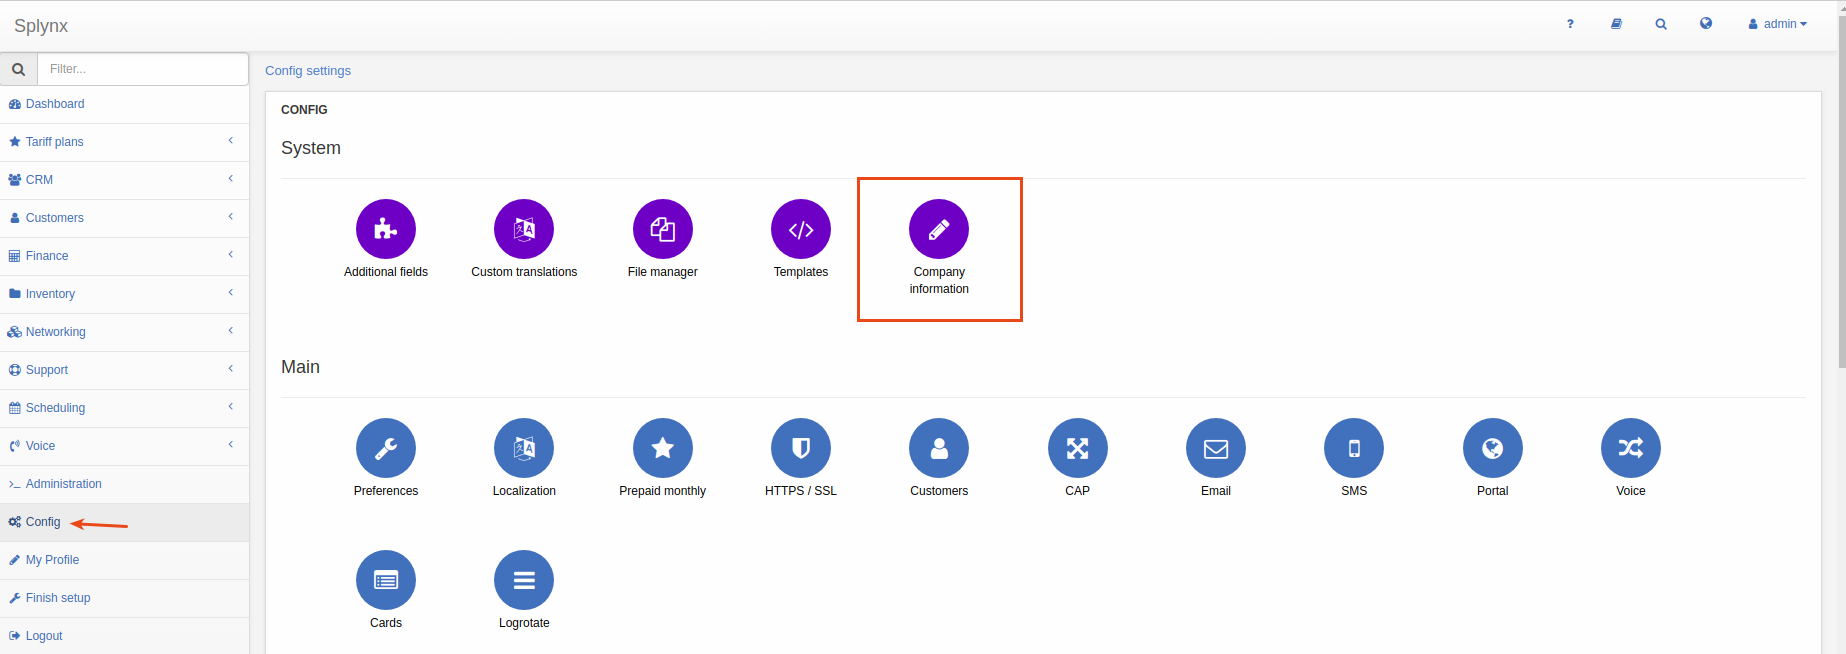 Splynx
?
admin
Filter...
Dashboard
Tariff plans
CRM
Customers
Finance
Inventory
Networking
Support
Scheduling
Voice
Administration
Config
My Profile
Finish setup
Logout
Config settings
CONFIG
System
Additional fields
Custom translations
File manager
Templates
Company
information
Main
Preferences
Localization
Prepaid monthly
HTTPS / SSL
Customers
CAP
Email
SMS
Portal
Voice
Cards
Logrotate